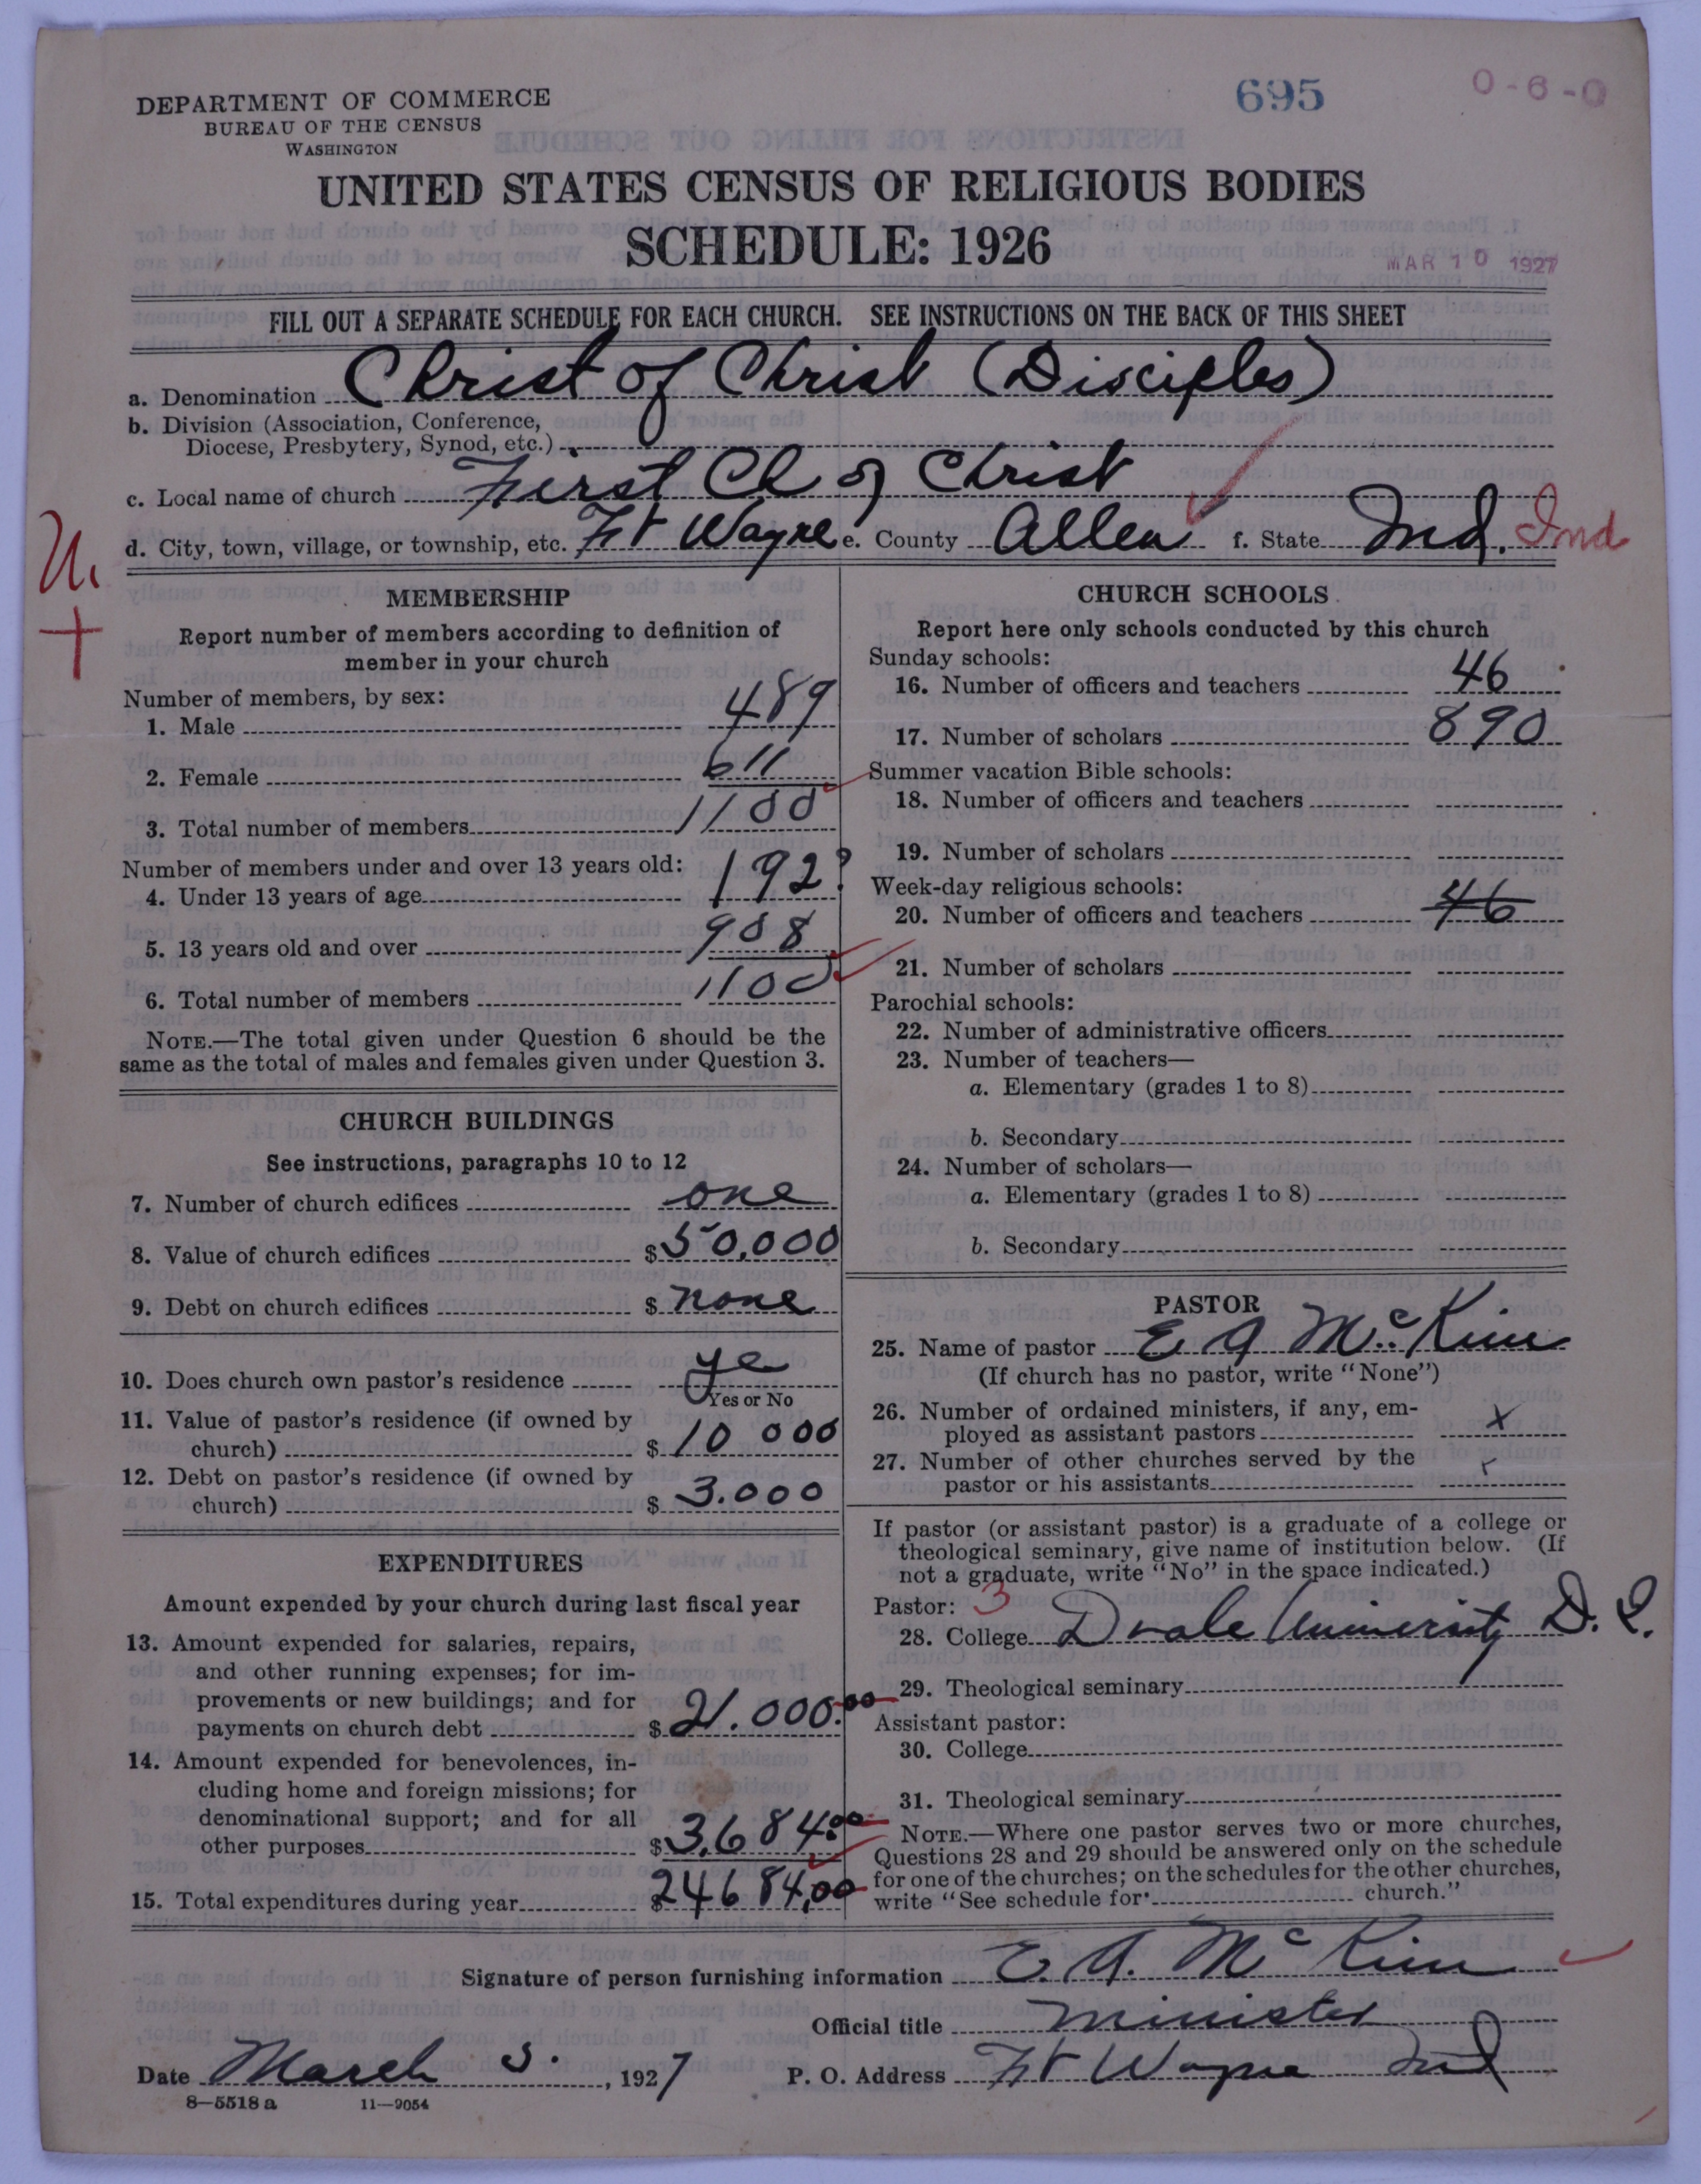 DEPARTMENT OF COMMERCE
BUREAU OF THE CENSUS
WASHINGTON
695
0-6-0
UNITED STATES CENSUS OF RELIGIOUS BODIES
SCHEDULE: 1926
MAR 10 1927
FILL OUT A SEPARATE SCHEDULE FOR EACH CHURCH. SEE INSTRUCTIONS ON THE BACK OF THIS SHEET
a. Denomination Christ of Christ (Disciples)
b. Division (Association, Conference,
Diocese, Presbytery, Synod, etc.)
c. Local name of church First Ch of Christ
d. City, town, village, or township, etc. Ft Wayne e. County Allen f. State Ind. Ind
MEMBERSHIP
Report number of members according to definition of
member in your church
Number of members, by sex:
1. Male 489
2. Female 611
3. Total number of members 1100
Number of members under and over 13 years old:
4. Under 13 years of age 192?
5. 13 years old and over 908
6. Total number of members 1100
NOTE.—The total given under Question 6 should be the
same as the total of males and females given under Question 3.
CHURCH BUILDINGS
See instructions, paragraphs 10 to 12
7. Number of church edifices one
8. Value of church edifices $50,000
9. Debt on church edifices $ none
10. Does church own pastor's residence ye
Yes or No
11. Value of pastor's residence (if owned by
church) $ 10 000
12. Debt on pastor's residence (if owned by
church) $ 3.000
EXPENDITURES
Amount expended by your church during last fiscal year
13. Amount expended for salaries, repairs,
and other running expenses; for im-
provements or new buildings; and for
payments on church debt $ 21.000.00
14. Amount expended for benevolences, in-
cluding home and foreign missions; for
denominational support; and for all
other purposes $3,684.00
15. Total expenditures during year $24684,00
CHURCH SCHOOLS
Report here only schools conducted by this church
Sunday schools:
16. Number of officers and teachers 46
17. Number of scholars 890
Summer vacation Bible schools:
18. Number of officers and teachers
19. Number of scholars
Week-day religious schools:
20. Number of officers and teachers 46
21. Number of scholars
Parochial schools:
22. Number of administrative officers
23. Number of teachers—
a. Elementary (grades 1 to 8)
b. Secondary
24. Number of scholars—
a. Elementary (grades 1 to 8)
b. Secondary
PASTOR
25. Name of pastor E A McKim
(If church has no pastor, write "None")
26. Number of ordained ministers, if any, em-
ployed as assistant pastors x
27. Number of other churches served by the
pastor or his assistants
If pastor (or assistant pastor) is a graduate of a college or
theological seminary, give name of institution below. (If
not a graduate, write "No" in the space indicated.)
Pastor: 3
28. College University
29. Theological seminary
Assistant pastor:
30. College
31. Theological seminary
NOTE.—Where one pastor serves two or more churches,
Questions 28 and 29 should be answered only on the schedule
for one of the churches; on the schedules for the other churches,
write "See schedule for church."
Signature of person furnishing information E. A. McKim
Official title Minister
Date March 5. , 1927 P. O. Address Ft Wayne Ind
8—5518 a 11—9054